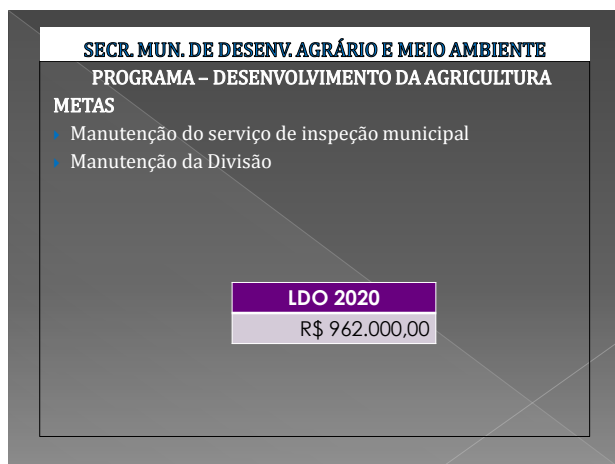 SECR. MUN. DE DESENV. AGRÁRIO E MEIO AMBIENTE
PROGRAMA – DESENVOLVIMENTO DA AGRICULTURA
METAS
Manutenção do serviço de inspeção municipal
Manutenção da Divisão
LDO 2020
R$ 962.000,00